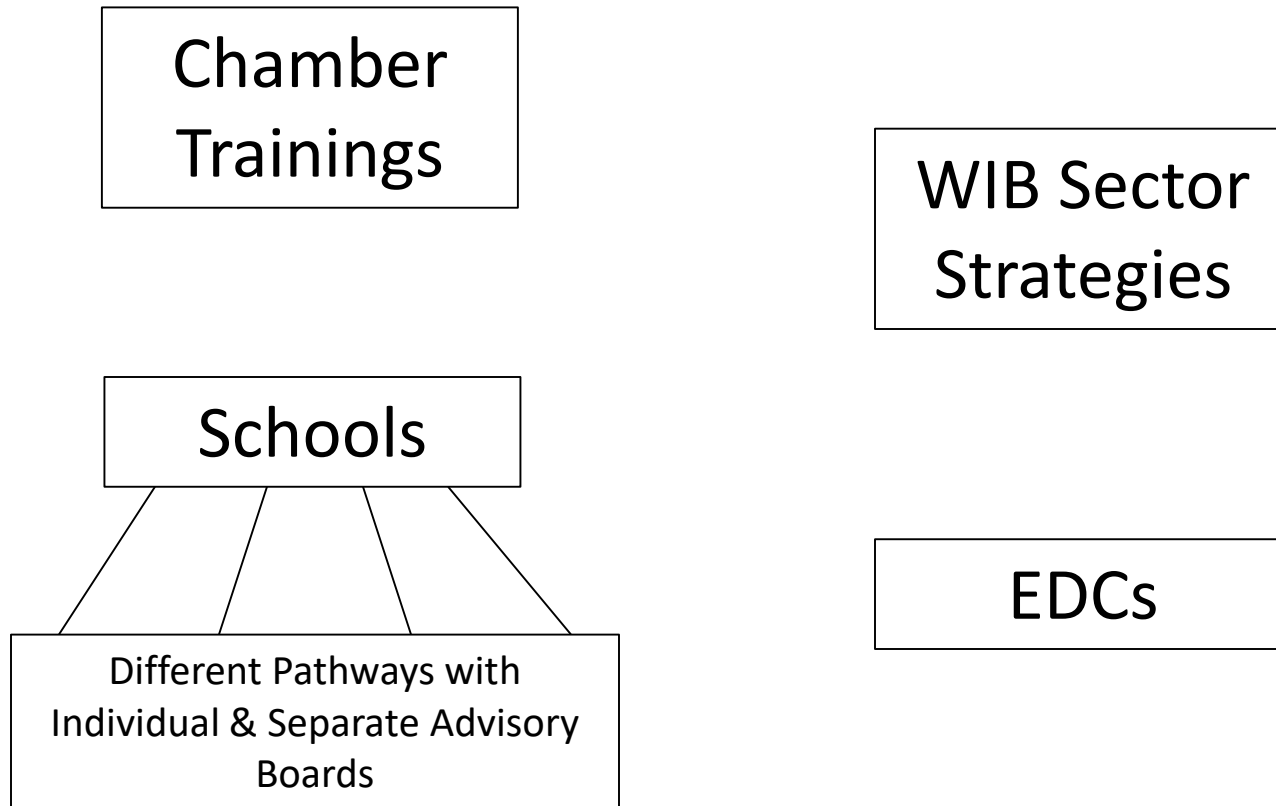 Chamber
Trainings
WIB Sector
Strategies
Schools
EDCs
Different Pathways with
Individual & Separate Advisory
Boards